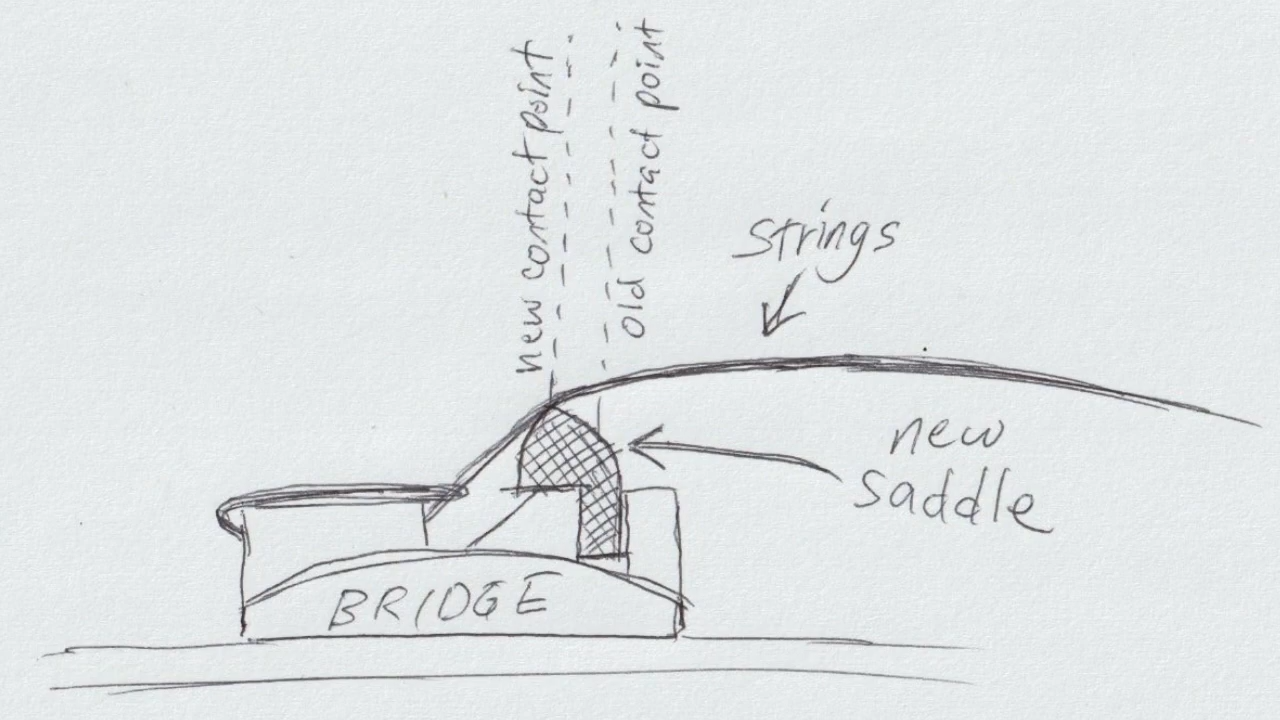 new contact point
old contact point
strings
new
saddle
BRIDGE